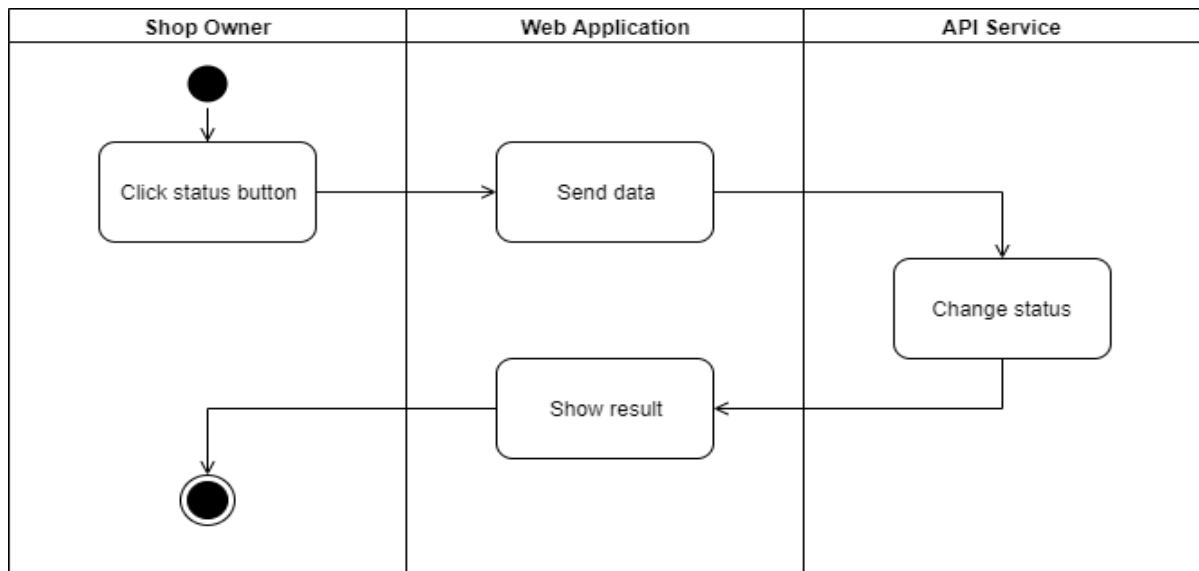 Shop Owner
Web Application
API Service
Click status button
Send data
Change status
Show result